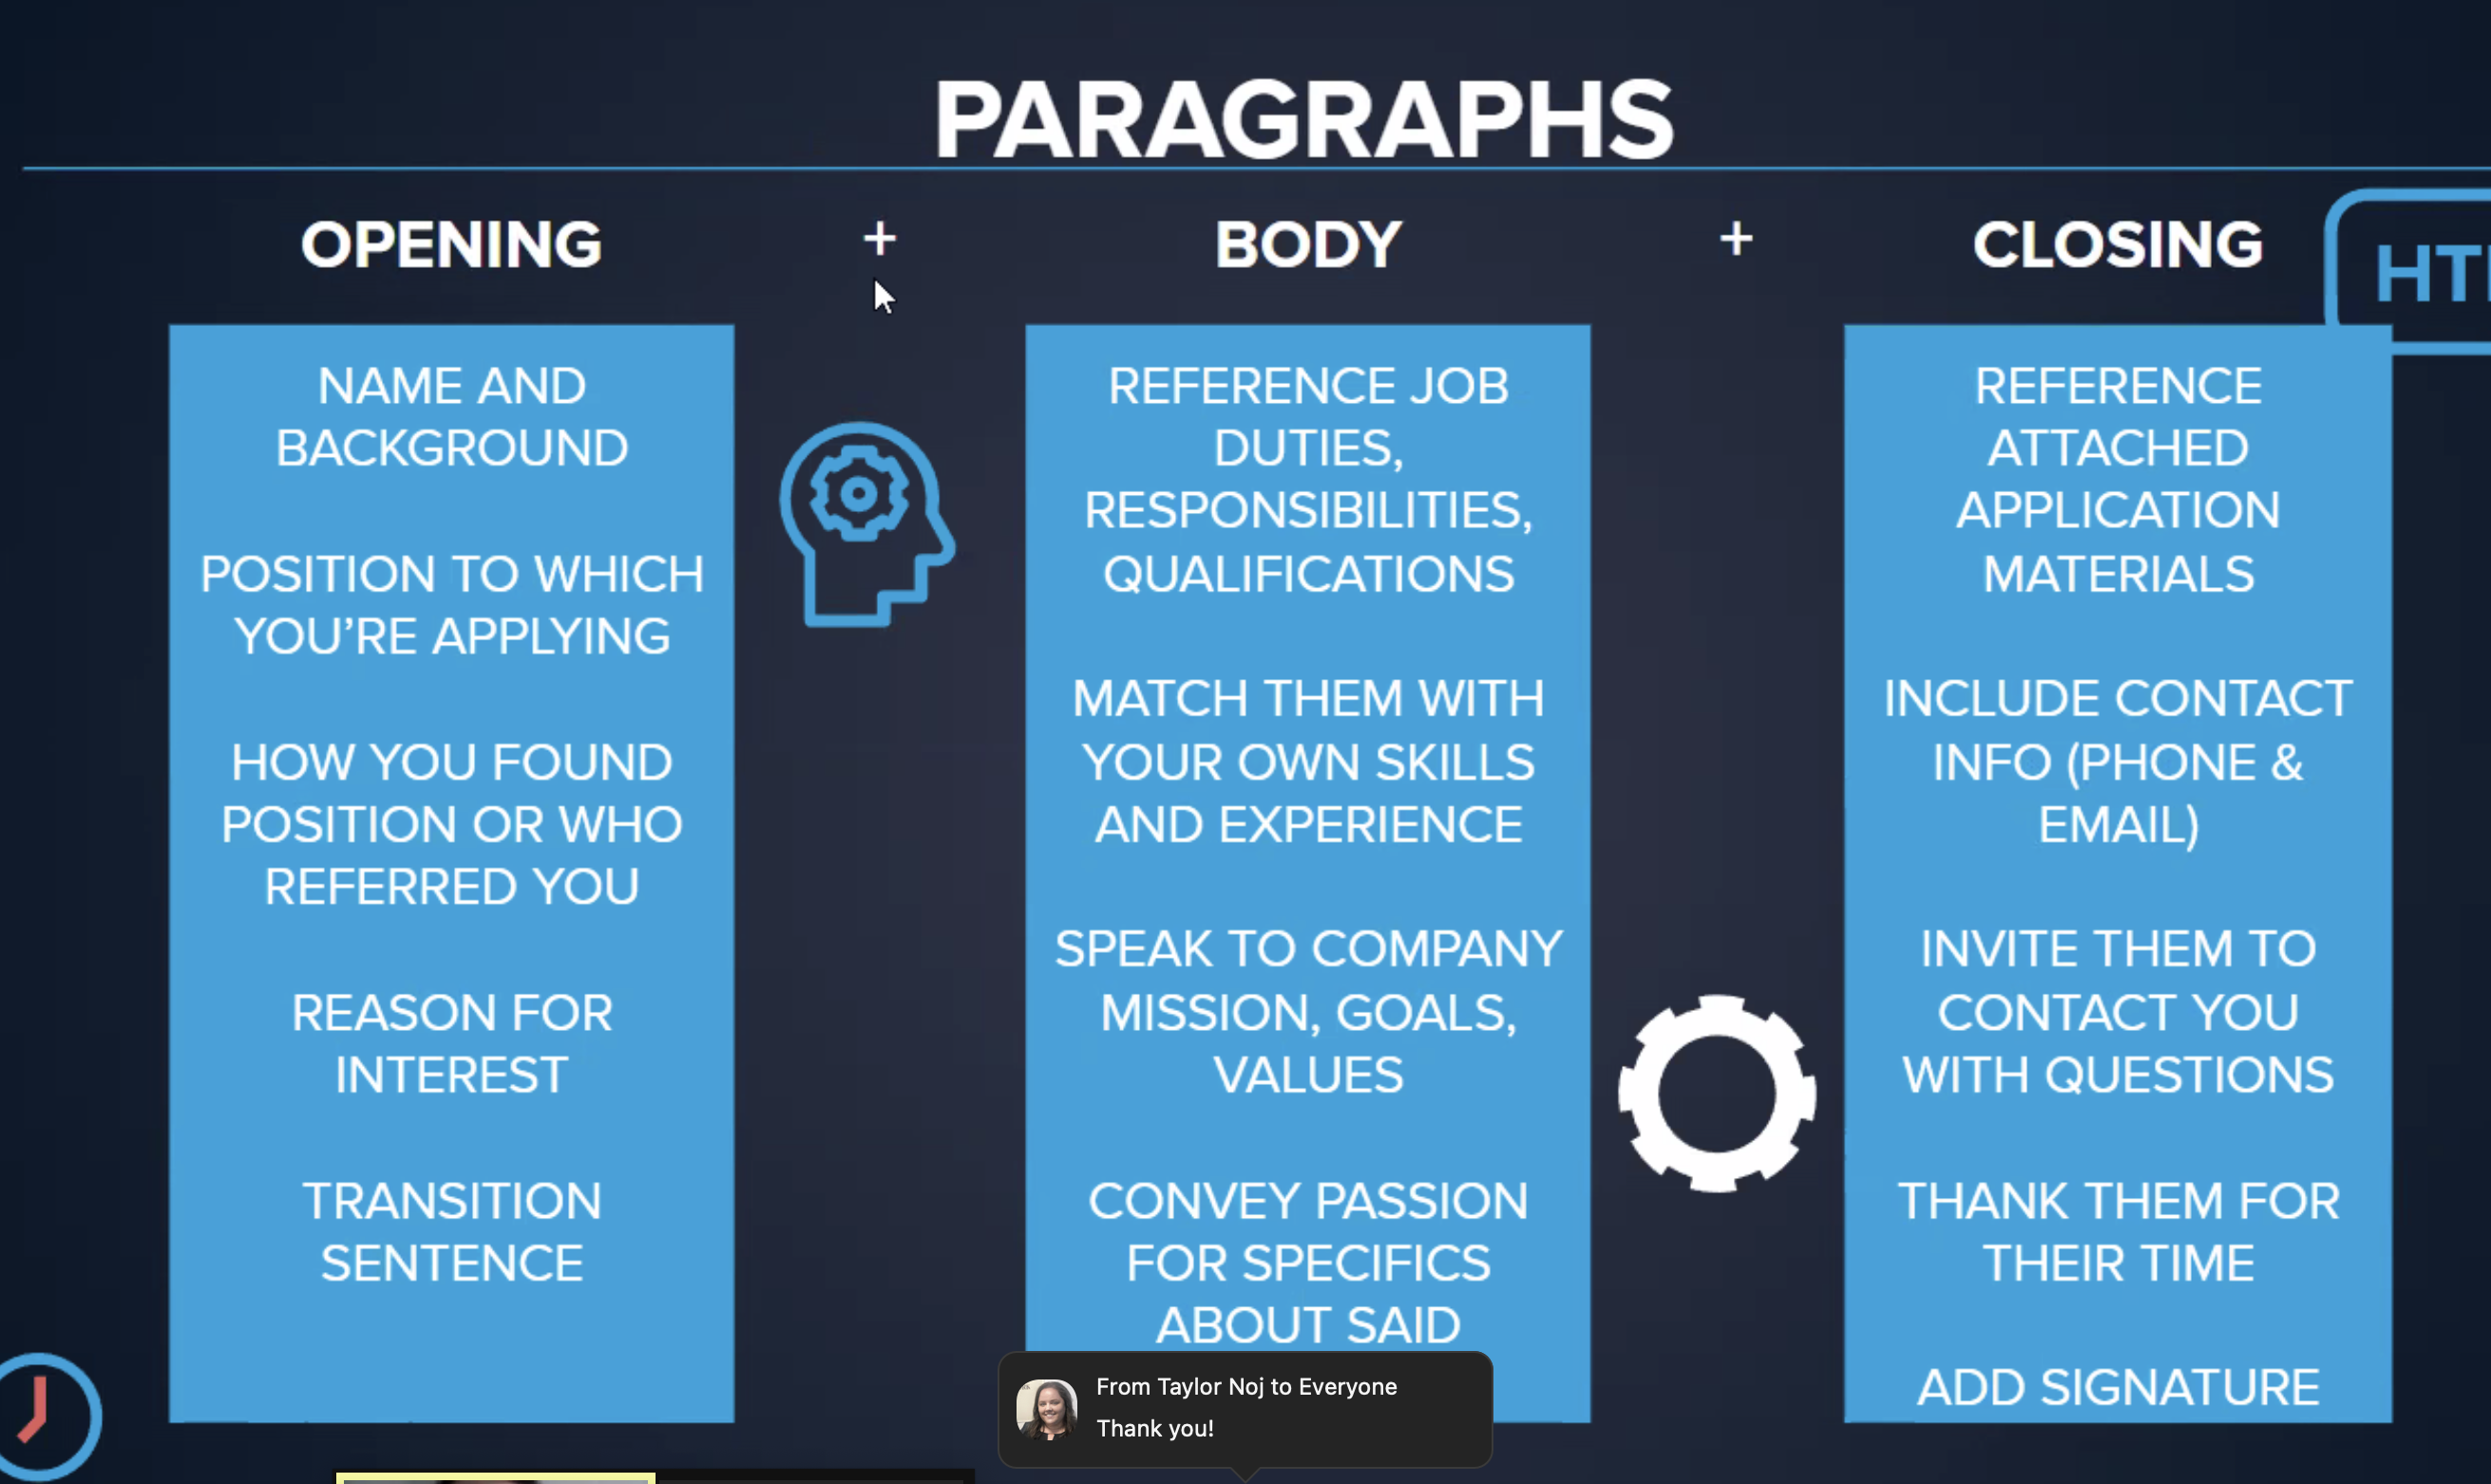 PARAGRAPHS
OPENING + BODY + CLOSING
NAME AND
BACKGROUND
POSITION TO WHICH
YOU'RE APPLYING
HOW YOU FOUND
POSITION OR WHO
REFERRED YOU
REASON FOR
INTEREST
TRANSITION
SENTENCE
REFERENCE JOB
DUTIES,
RESPONSIBILITIES,
QUALIFICATIONS
MATCH THEM WITH
YOUR OWN SKILLS
AND EXPERIENCE
SPEAK TO COMPANY
MISSION, GOALS,
VALUES
CONVEY PASSION
FOR SPECIFICS
ABOUT SAID
REFERENCE
ATTACHED
APPLICATION
MATERIALS
INCLUDE CONTACT
INFO (PHONE &
EMAIL)
INVITE THEM TO
CONTACT YOU
WITH QUESTIONS
THANK THEM FOR
THEIR TIME
ADD SIGNATURE
From Taylor Noj to Everyone
Thank you!